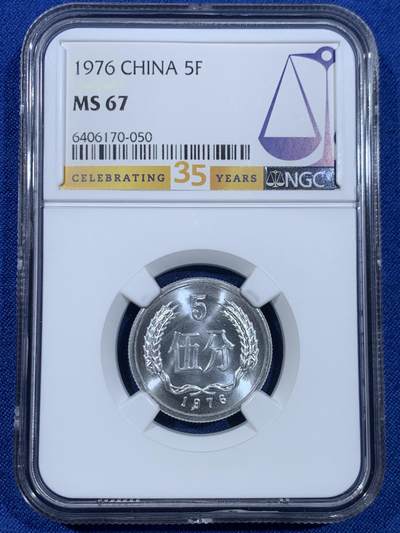 1976 CHINA 5F
MS 67
6406170-050
CELEBRATING 35 YEARS NGC
5
伍分
1976